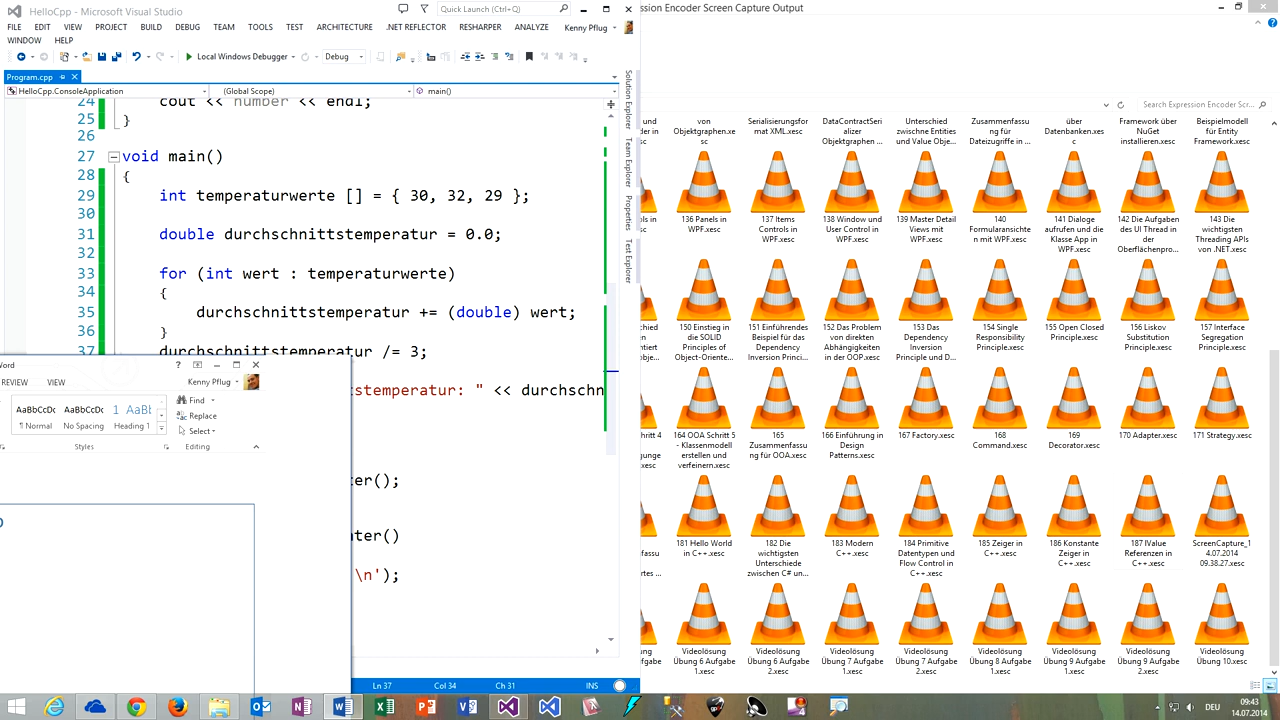 HelloCpp - Microsoft Visual Studio
Quick Launch (Ctrl+Q)
FILE EDIT VIEW PROJECT BUILD DEBUG TEAM TOOLS TEST ARCHITECTURE .NET REFLECTOR RESHARPER ANALYZE Kenny Pflug
WINDOW HELP
Local Windows Debugger Debug
Program.cpp
HelloCpp.ConsoleApplication (Global Scope) main()
24 cout << number << endl;
25 }
26
27 void main()
28 {
29 int temperaturwerte [] = { 30, 32, 29 };
30
31 double durchschnittstemperatur = 0.0;
32
33 for (int wert : temperaturwerte)
34 {
35 durchschnittstemperatur += (double) wert;
36 }
37 durchschnittstemperatur /= 3;
stemperatur: " << durchschn
ter();
nter()
\n');
Solution Explorer
Team Explorer
Properties
Test Explorer
Word
REVIEW VIEW
Kenny Pflug
AaBbCcDc AaBbCcDc 1 AaBb
¶ Normal No Spacing Heading 1
Styles
Find
Replace
Select
Editing
Ln 37 Col 34 Ch 31 INS
ssion Encoder Screen Capture Output
Search Expression Encoder Scr...
von Objektgraphen.xesc
Serialisierungsformat XML.xesc
DataContractSerializer Objektgraphen ...
Unterschied zwischne Entities und Value Obje...
Zusammenfassung für Dateizugriffe in ...
über Datenbanken.xesc
Framework über NuGet installieren.xesc
Beispielmodell für Entity Framework.xesc
136 Panels in WPF.xesc
137 Items Controls in WPF.xesc
138 Window und User Control in WPF.xesc
139 Master Detail Views mit WPF.xesc
140 Formularansichten mit WPF.xesc
141 Dialoge aufrufen und die Klasse App in WPF.xesc
142 Die Aufgaben des UI Thread in der Oberflächenpro...
143 Die wichtigsten Threading APIs von .NET.xesc
150 Einstieg in die SOLID Principles of Object-Oriente...
151 Einführendes Beispiel für das Dependency Inversion Princi...
152 Das Problem von direkten Abhängigkeiten in der OOP.xesc
153 Das Dependency Inversion Principle und D...
154 Single Responsibility Principle.xesc
155 Open Closed Principle.xesc
156 Liskov Substitution Principle.xesc
157 Interface Segregation Principle.xesc
164 OOA Schritt 5 - Klassenmodell erstellen und verfeinern.xesc
165 Zusammenfassung für OOA.xesc
166 Einführung in Design Patterns.xesc
167 Factory.xesc
168 Command.xesc
169 Decorator.xesc
170 Adapter.xesc
171 Strategy.xesc
181 Hello World in C++.xesc
182 Die wichtigsten Unterschiede zwischen C# un...
183 Modern C++.xesc
184 Primitive Datentypen und Flow Control in C++.xesc
185 Zeiger in C++.xesc
186 Konstante Zeiger in C++.xesc
187 lValue Referenzen in C++.xesc
ScreenCapture_14.07.2014 09.38.27.xesc
Videolösung Übung 6 Aufgabe 1.xesc
Videolösung Übung 6 Aufgabe 2.xesc
Videolösung Übung 7 Aufgabe 1.xesc
Videolösung Übung 7 Aufgabe 2.xesc
Videolösung Übung 8 Aufgabe 1.xesc
Videolösung Übung 9 Aufgabe 1.xesc
Videolösung Übung 9 Aufgabe 2.xesc
Videolösung Übung 10.xesc
DEU
09:43
14.07.2014